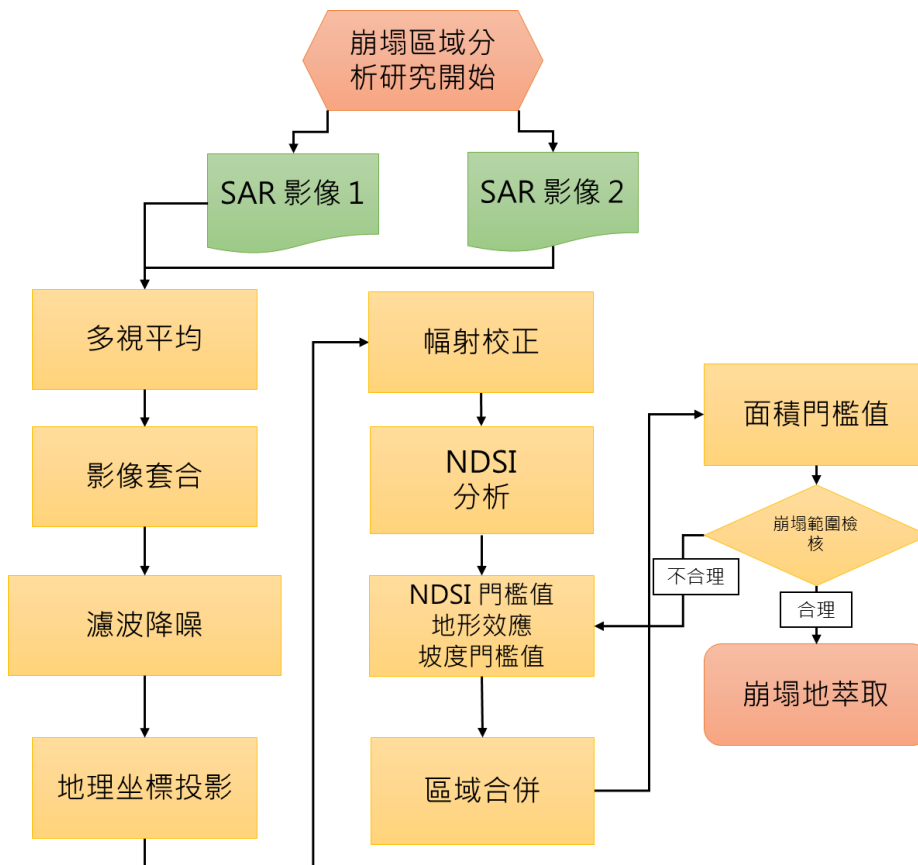 崩塌區域分
析研究開始
SAR 影像 1
SAR 影像 2
多視平均
影像套合
濾波降噪
地理坐標投影
幅射校正
NDSI
分析
NDSI 門檻值
地形效應
坡度門檻值
區域合併
面積門檻值
崩塌範圍檢
核
不合理
合理
崩塌地萃取